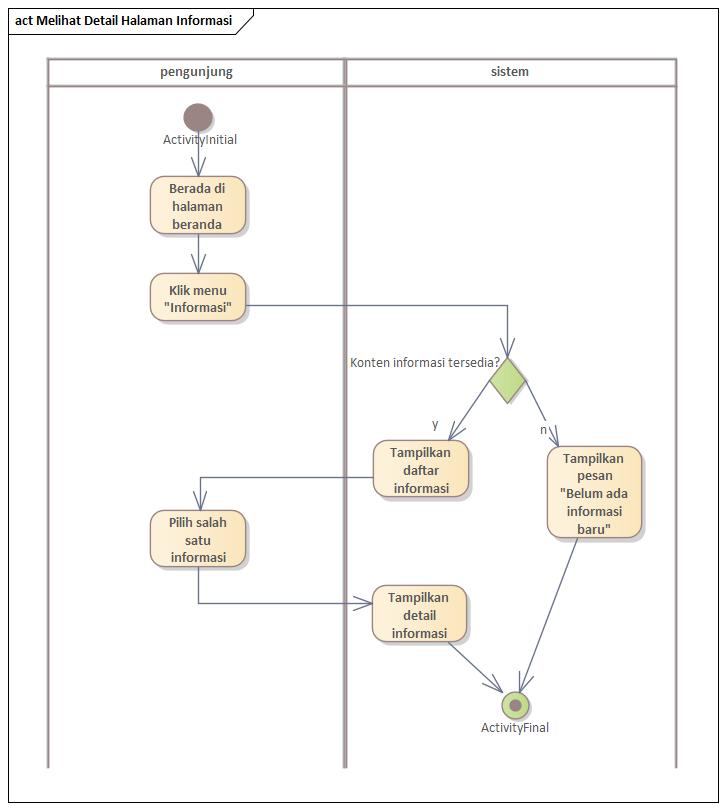 act Melihat Detail Halaman Informasi
pengunjung
sistem
ActivityInitial
Berada di
halaman
beranda
Klik menu
"Informasi"
Konten informasi tersedia?
y
n
Tampilkan
daftar
informasi
Tampilkan
pesan
"Belum ada
informasi
baru"
Pilih salah
satu
informasi
Tampilkan
detail
informasi
ActivityFinal